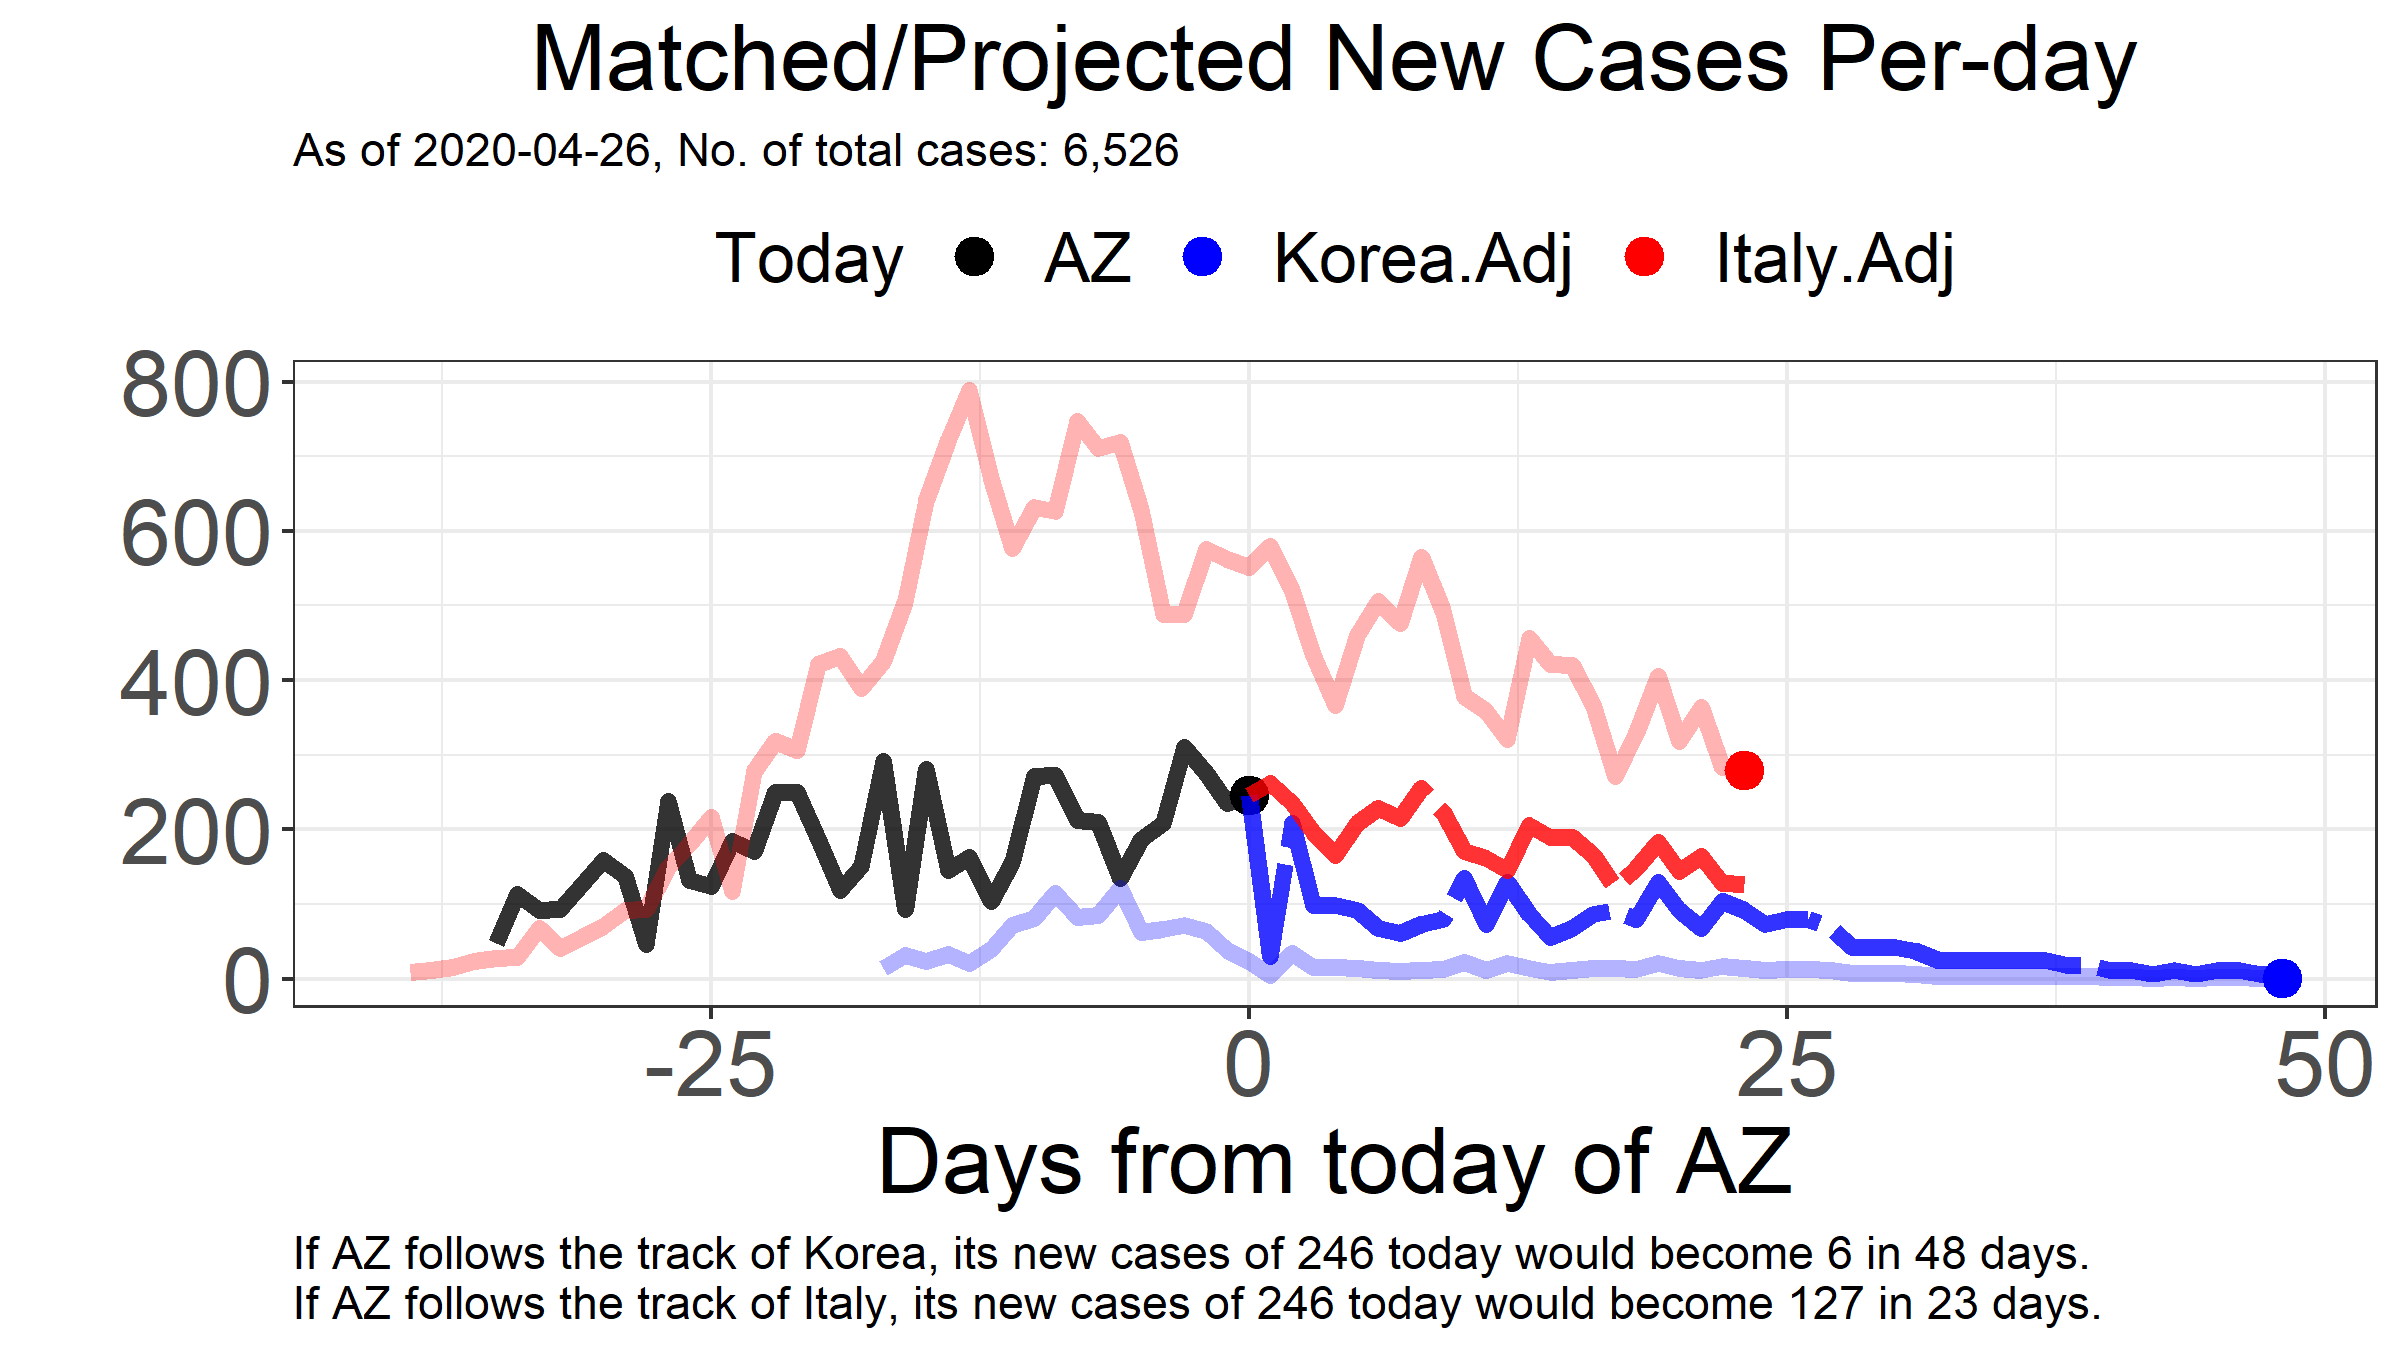 Matched/Projected New Cases Per-day
As of 2020-04-26, No. of total cases: 6,526
Today AZ Korea.Adj Italy.Adj
800
600
400
200
0
-25 0 25 50
Days from today of AZ
If AZ follows the track of Korea, its new cases of 246 today would become 6 in 48 days.
If AZ follows the track of Italy, its new cases of 246 today would become 127 in 23 days.